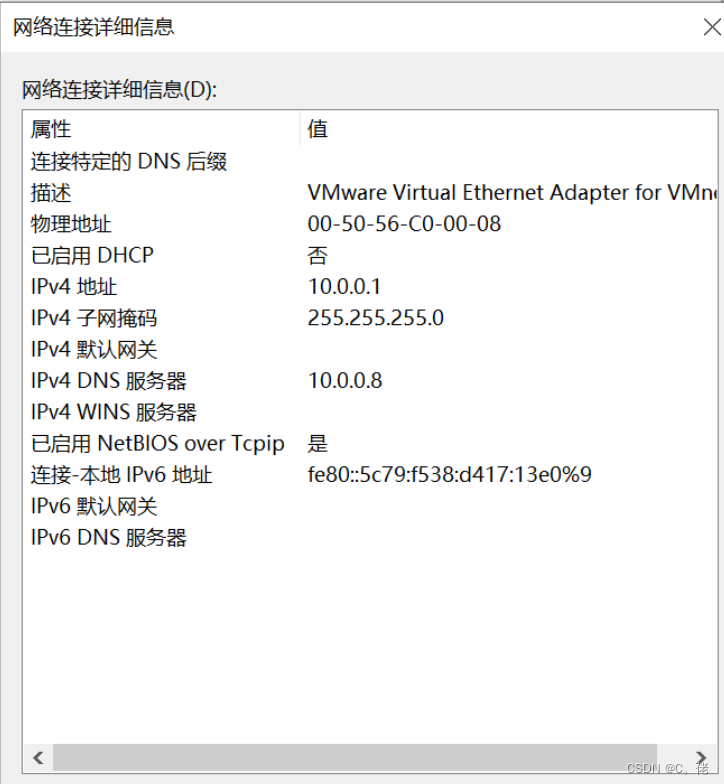 网络连接详细信息
网络连接详细信息(D):
属性 值
连接特定的 DNS 后缀
描述 VMware Virtual Ethernet Adapter for VMne
物理地址 00-50-56-C0-00-08
已启用 DHCP 否
IPv4 地址 10.0.0.1
IPv4 子网掩码 255.255.255.0
IPv4 默认网关
IPv4 DNS 服务器 10.0.0.8
IPv4 WINS 服务器
已启用 NetBIOS over Tcpip 是
连接-本地 IPv6 地址 fe80::5c79:f538:d417:13e0%9
IPv6 默认网关
IPv6 DNS 服务器
CSDN @C、佬